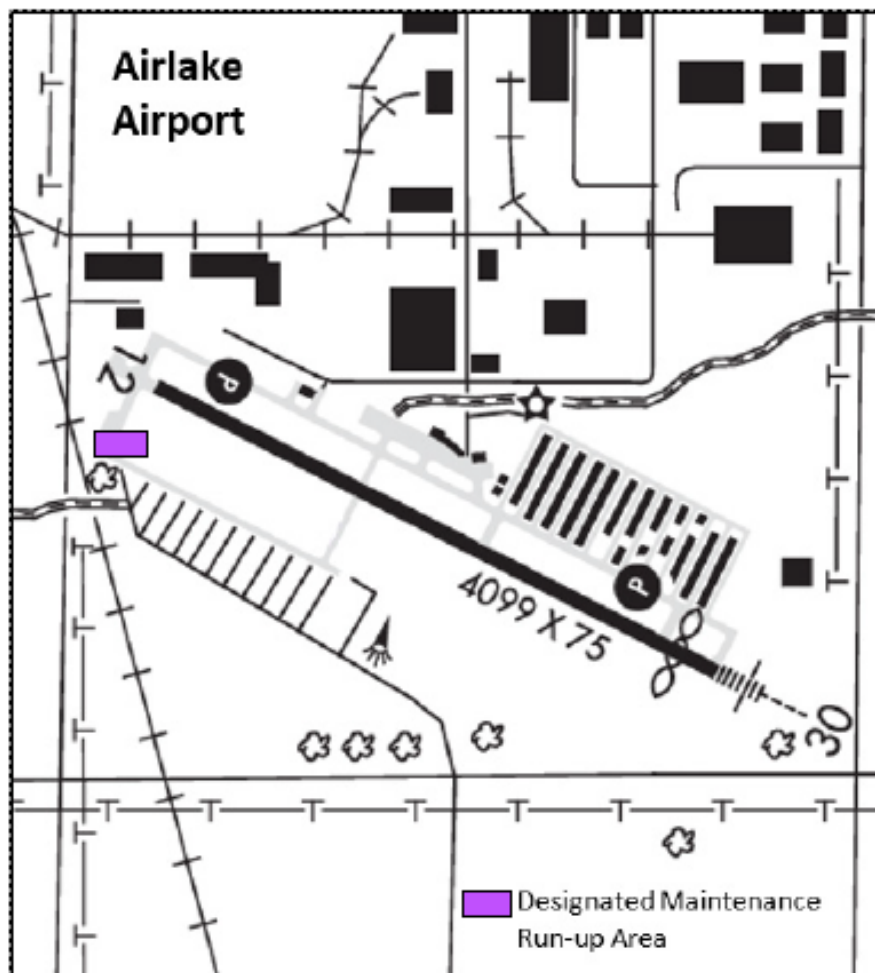 Airlake
Airport
12
P
P
4099 X 75
30
Designated Maintenance
Run-up Area